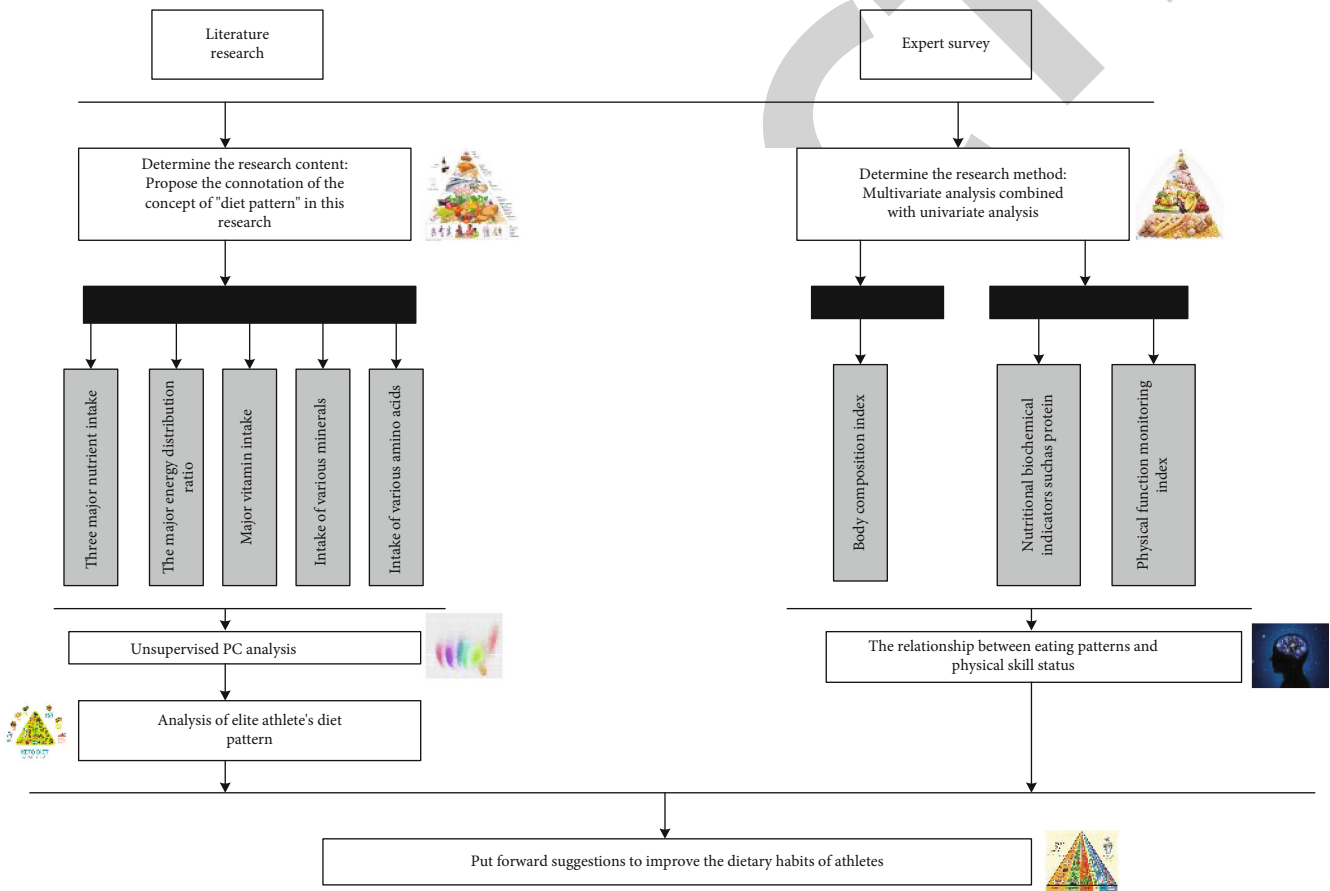 Literature
research
Expert survey
Determine the research content:
Propose the connotation of the
concept of "diet pattern" in this
research
Determine the research method:
Multivariate analysis combined
with univariate analysis
Three major nutrient intake
The major energy distribution
ratio
Major vitamin intake
Intake of various minerals
Intake of various amino acids
Body composition index
Nutritional biochemical
indicators suchas protein
Physical function monitoring
index
Unsupervised PC analysis
The relationship between eating patterns and
physical skill status
Analysis of elite athlete's diet
pattern
KETO DIET
Put forward suggestions to improve the dietary habits of athletes